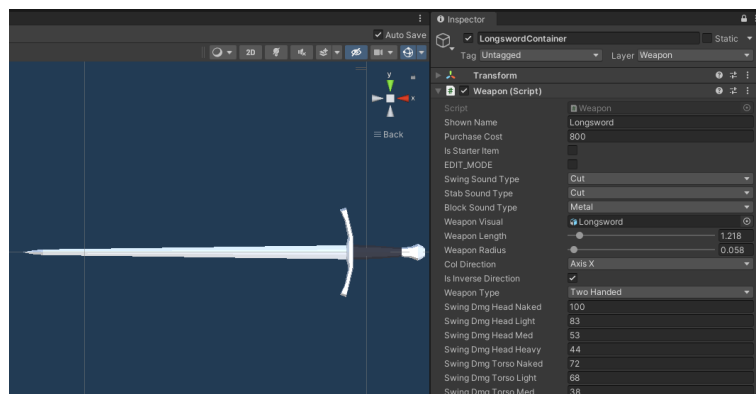 Inspector
Auto Save
LongswordContainer
Static
Tag Untagged
Layer Weapon
2D
Transform
Weapon (Script)
y
x
Back
Script Weapon
Shown Name Longsword
Purchase Cost 800
Is Starter Item
EDIT_MODE
Swing Sound Type Cut
Stab Sound Type Cut
Block Sound Type Metal
Weapon Visual Longsword
Weapon Length 1.218
Weapon Radius 0.058
Col Direction Axis X
Is Inverse Direction
Weapon Type Two Handed
Swing Dmg Head Naked 100
Swing Dmg Head Light 83
Swing Dmg Head Med 53
Swing Dmg Head Heavy 44
Swing Dmg Torso Naked 72
Swing Dmg Torso Light 68
Swing Dmg Torso Med 38